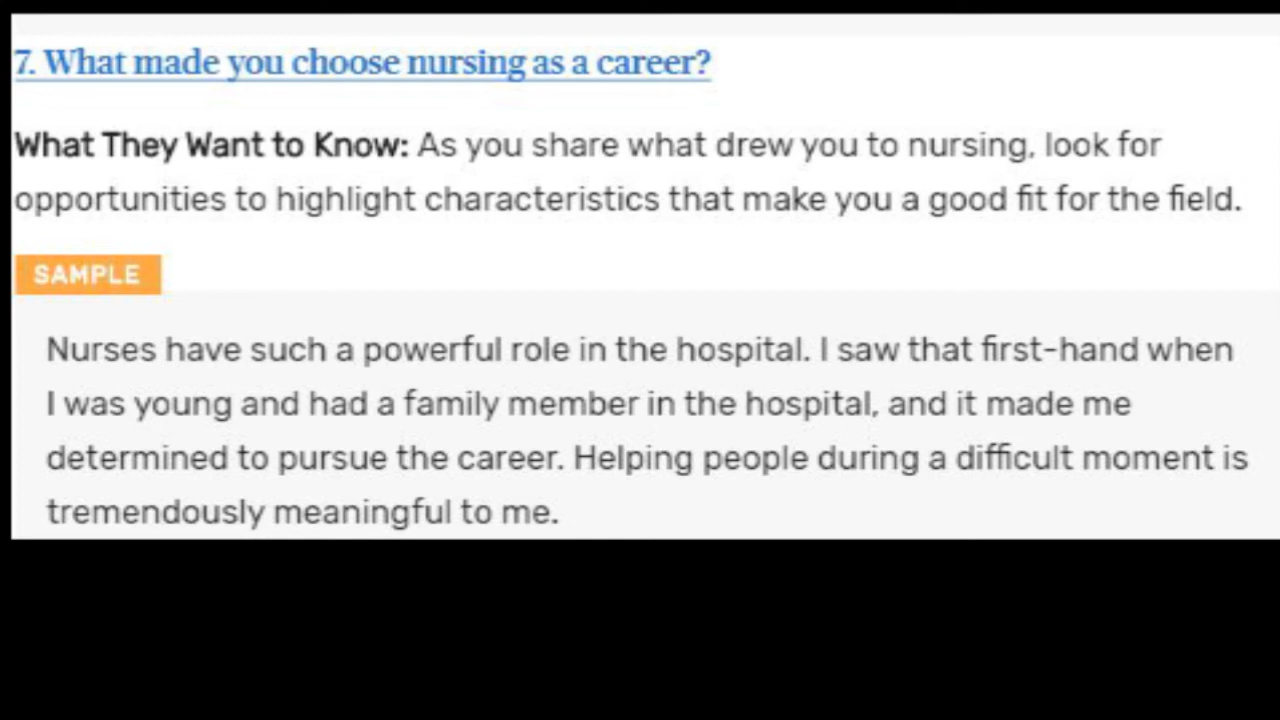 7. What made you choose nursing as a career?
What They Want to Know: As you share what drew you to nursing, look for
opportunities to highlight characteristics that make you a good fit for the field.
SAMPLE
Nurses have such a powerful role in the hospital. I saw that first-hand when
I was young and had a family member in the hospital, and it made me
determined to pursue the career. Helping people during a difficult moment is
tremendously meaningful to me.